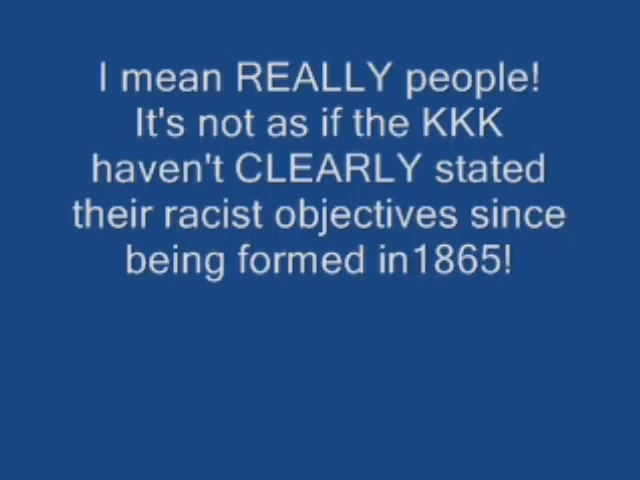 I mean REALLY people!
It's not as if the KKK
haven't CLEARLY stated
their racist objectives since
being formed in1865!